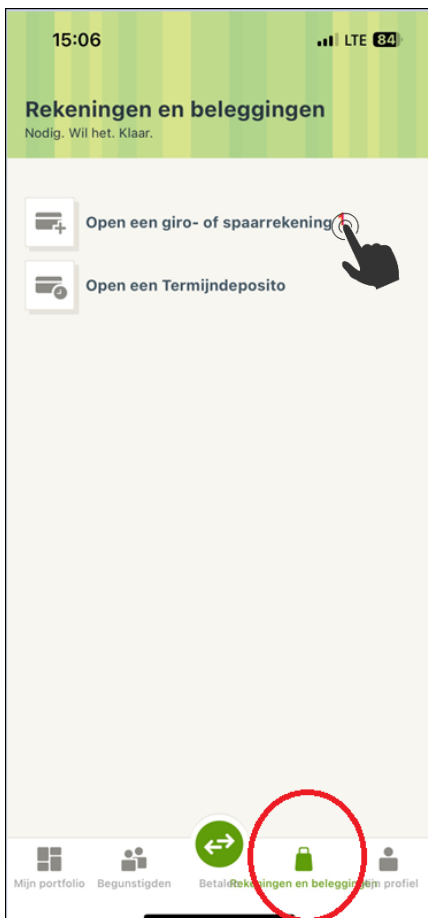 15:06 LTE 84
Rekeningen en beleggingen
Nodig. Wil het. Klaar.
Open een giro- of spaarrekening 1
Open een Termijndeposito
Mijn portfolio Begunstigden Betalen Rekeningen en beleggingen Mijn profiel